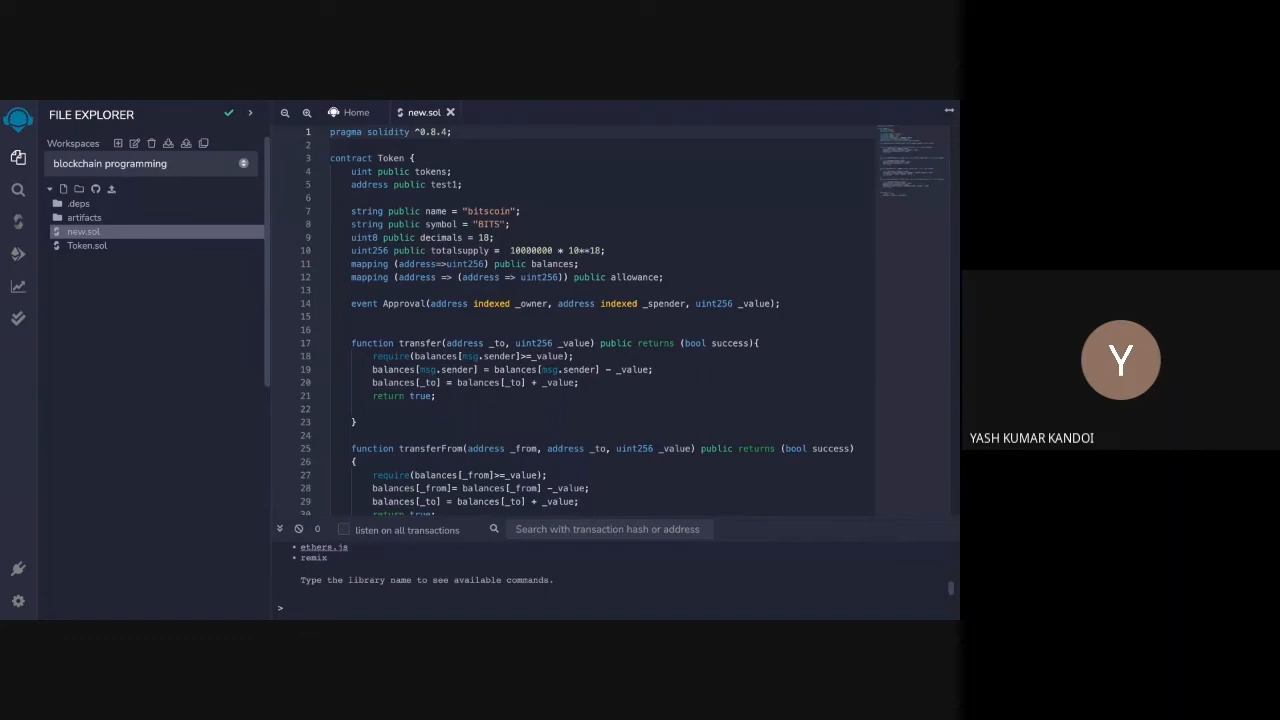 FILE EXPLORER
Workspaces
blockchain programming
.deps
artifacts
new.sol
Token.sol
Home
new.sol
1 pragma solidity ^0.8.4;
2
3 contract Token {
4 uint public tokens;
5 address public test1;
6
7 string public name = "bitscoin";
8 string public symbol = "BITS";
9 uint8 public decimals = 18;
10 uint256 public totalsupply =  10000000 * 10**18;
11 mapping (address=>uint256) public balances;
12 mapping (address => (address => uint256)) public allowance;
13
14 event Approval(address indexed _owner, address indexed _spender, uint256 _value);
15
16
17 function transfer(address _to, uint256 _value) public returns (bool success){
18 require(balances[msg.sender]>=_value);
19 balances[msg.sender] = balances[msg.sender] - _value;
20 balances[_to] = balances[_to] + _value;
21 return true;
22
23 }
24
25 function transferFrom(address _from, address _to, uint256 _value) public returns (bool success)
26 {
27 require(balances[_from]>=_value);
28 balances[_from]= balances[_from] -_value;
29 balances[_to] = balances[_to] + _value;
30 return true;
0 listen on all transactions Search with transaction hash or address
• ethers.js
• remix
Type the library name to see available commands.
>
Y
YASH KUMAR KANDOI